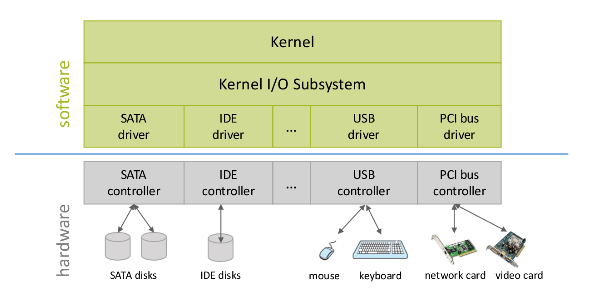 software
Kernel
Kernel I/O Subsystem
SATA driver
IDE driver
...
USB driver
PCI bus driver
hardware
SATA controller
IDE controller
...
USB controller
PCI bus controller
SATA disks
IDE disks
mouse
keyboard
network card
video card